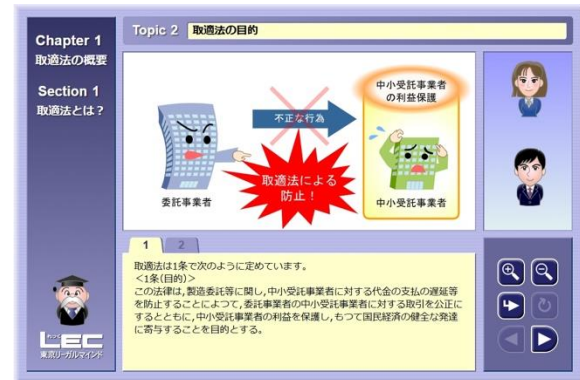 Chapter 1
取適法の概要
Section 1
取適法とは？
Topic 2 取適法の目的
不正な行為
中小受託事業者
の利益保護
取適法による
防止！
委託事業者
中小受託事業者
1 2
取適法は1条で次のように定めています。
＜1条(目的)＞
この法律は,製造委託等に関し,中小受託事業者に対する代金の支払の遅延等
を防止することによつて,委託事業者の中小受託事業者に対する取引を公正に
するとともに,中小受託事業者の利益を保護し,もつて国民経済の健全な発達
に寄与することを目的とする。
LEC
東京リーガルマインド